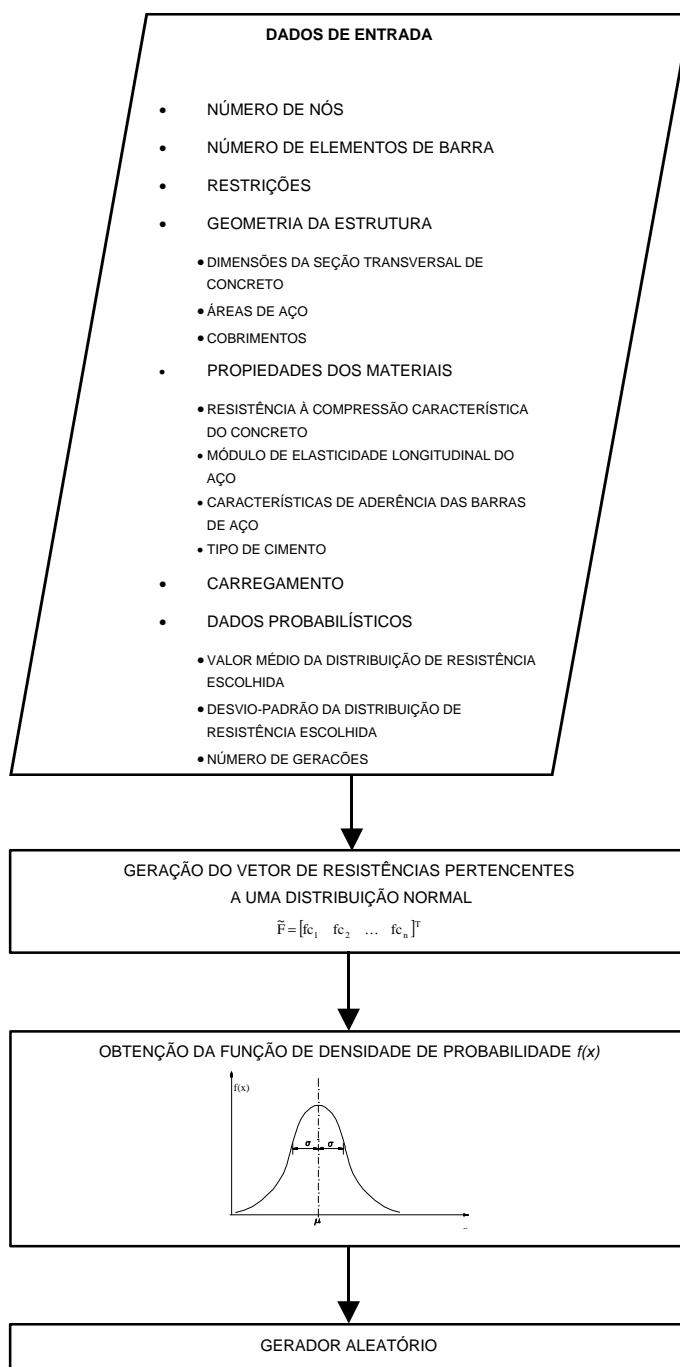 DADOS DE ENTRADA
• NÚMERO DE NÓS
• NÚMERO DE ELEMENTOS DE BARRA
• RESTRIÇÕES
• GEOMETRIA DA ESTRUTURA
• DIMENSÕES DA SEÇÃO TRANSVERSAL DE
CONCRETO
• ÁREAS DE AÇO
• COBRIMENTOS
• PROPIEDADES DOS MATERIAIS
• RESISTÊNCIA À COMPRESSÃO CARACTERÍSTICA
DO CONCRETO
• MÓDULO DE ELASTICIDADE LONGITUDINAL DO
AÇO
• CARACTERÍSTICAS DE ADERÊNCIA DAS BARRAS
DE AÇO
• TIPO DE CIMENTO
• CARREGAMENTO
• DADOS PROBABILÍSTICOS
• VALOR MÉDIO DA DISTRIBUIÇÃO DE RESISTÊNCIA
ESCOLHIDA
• DESVIO-PADRÃO DA DISTRIBUIÇÃO DE
RESISTÊNCIA ESCOLHIDA
• NÚMERO DE GERACÕES
GERAÇÃO DO VETOR DE RESISTÊNCIAS PERTENCENTES
A UMA DISTRIBUIÇÃO NORMAL
F̃ = [fc₁ fc₂ … fcₙ]ᵀ
OBTENÇÃO DA FUNÇÃO DE DENSIDADE DE PROBABILIDADE f(x)
f(x)
σ σ
μ
GERADOR ALEATÓRIO